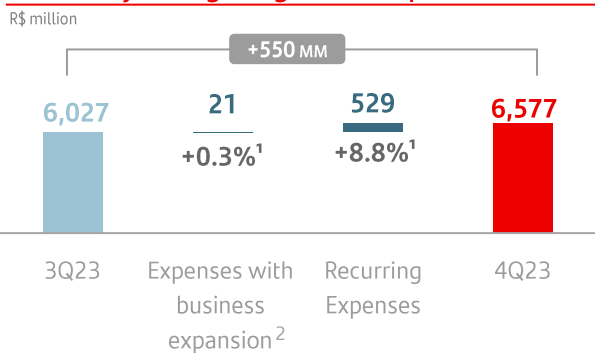 R$ million
+550 MM
6,027
21
529
6,577
+0.3%¹
+8.8%¹
3Q23
Expenses with
business
expansion²
Recurring
Expenses
4Q23